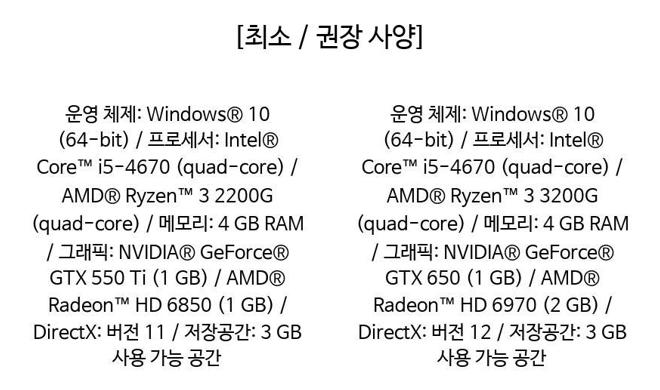 [최소 / 권장 사양]
운영 체제: Windows® 10
(64-bit) / 프로세서: Intel®
Core™ i5-4670 (quad-core) /
AMD® Ryzen™ 3 2200G
(quad-core) / 메모리: 4 GB RAM
/ 그래픽: NVIDIA® GeForce®
GTX 550 Ti (1 GB) / AMD®
Radeon™ HD 6850 (1 GB) /
DirectX: 버전 11 / 저장공간: 3 GB
사용 가능 공간
운영 체제: Windows® 10
(64-bit) / 프로세서: Intel®
Core™ i5-4670 (quad-core) /
AMD® Ryzen™ 3 3200G
(quad-core) / 메모리: 4 GB RAM
/ 그래픽: NVIDIA® GeForce®
GTX 650 (1 GB) / AMD®
Radeon™ HD 6970 (2 GB) /
DirectX: 버전 12 / 저장공간: 3 GB
사용 가능 공간